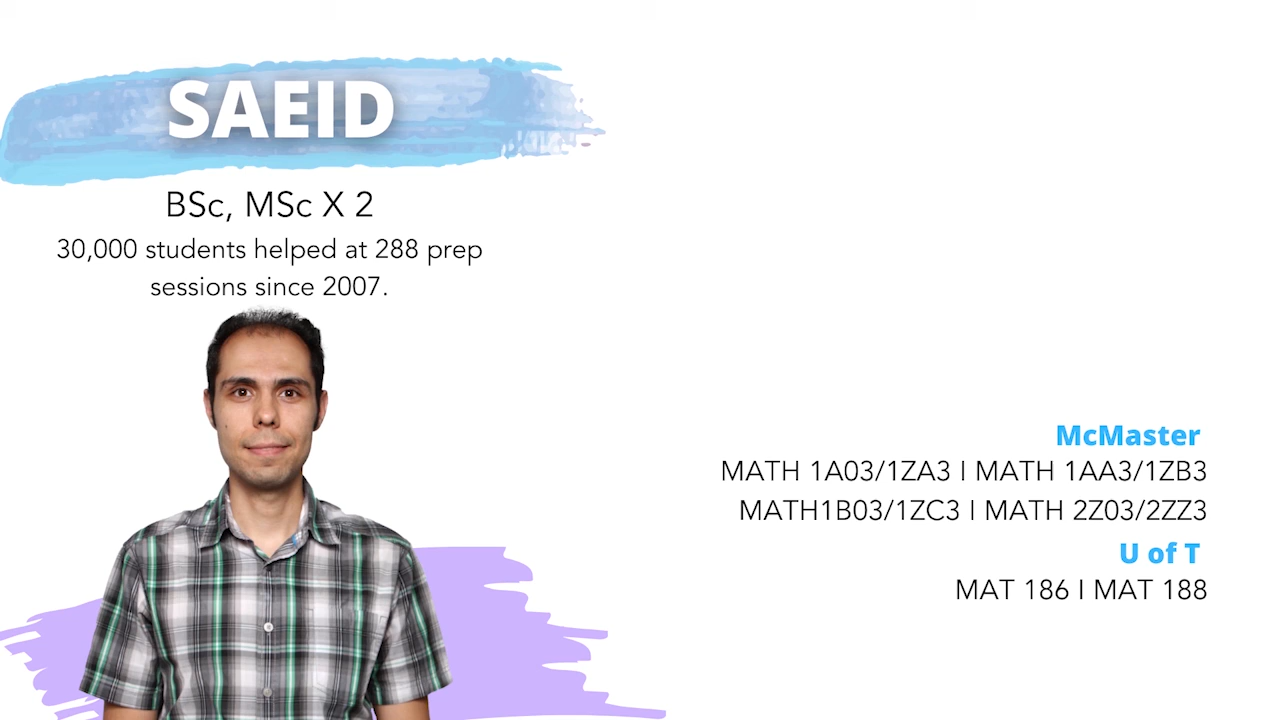 SAEID
BSc, MSc X 2
30,000 students helped at 288 prep
sessions since 2007.
McMaster
MATH 1A03/1ZA3 | MATH 1AA3/1ZB3
MATH1B03/1ZC3 | MATH 2Z03/2ZZ3
U of T
MAT 186 | MAT 188